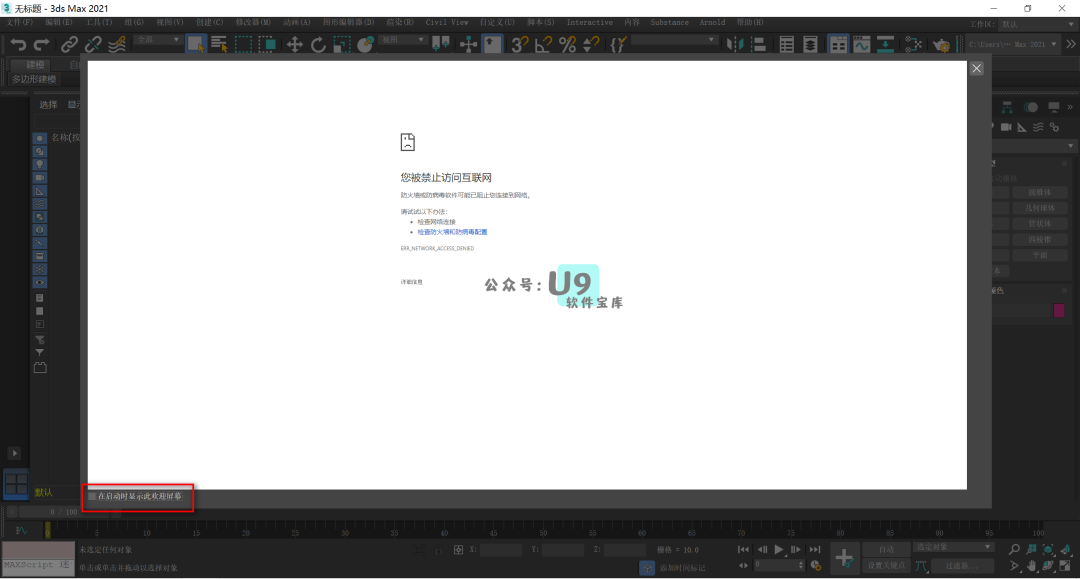 无标题 - 3ds Max 2021
文件(F) 编辑(E) 工具(T) 组(G) 视图(V) 创建(C) 修改器(M) 动画(A) 图形编辑器(D) 渲染(R) Civil View 自定义(U) 脚本(S) Interactive 内容 Substance Arnold 帮助(H)
工作区: 默认
全部
视图
C:\Users\··· Max 2021
建模
多边形建模
选择
名称(按
圆锥体
几何球体
管状体
四棱锥
平面
颜色
您被禁止访问互联网
防火墙或防病毒软件可能已阻止您连接到网络。
请试试以下办法:
• 检查网络连接
• 检查防火墙和防病毒配置
ERR_NETWORK_ACCESS_DENIED
详细信息
公众号: U9
软件宝库
默认
在启动时显示此欢迎屏幕
0 / 100
0 5 10 15 20 25 30 35 40 45 50 55 60 65 70 75 80 85 90 95 100
未选定任何对象
X: Y: Z: 栅格 = 10.0
自动
选定对象
MAXScript 迷
单击或单击并拖动以选择对象
添加时间标记
0
设置关键点
过滤器...